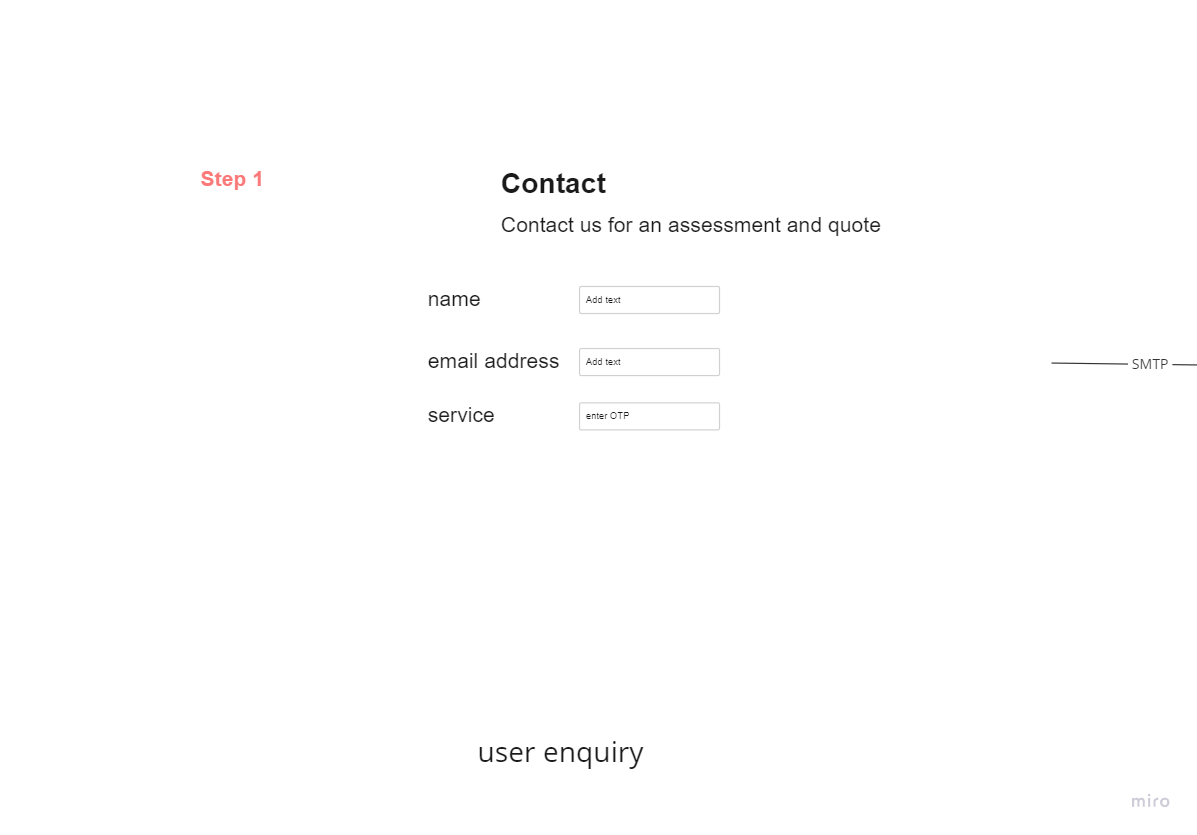 Step 1
Contact
Contact us for an assessment and quote
name
Add text
email address
Add text
SMTP
service
enter OTP
user enquiry
miro